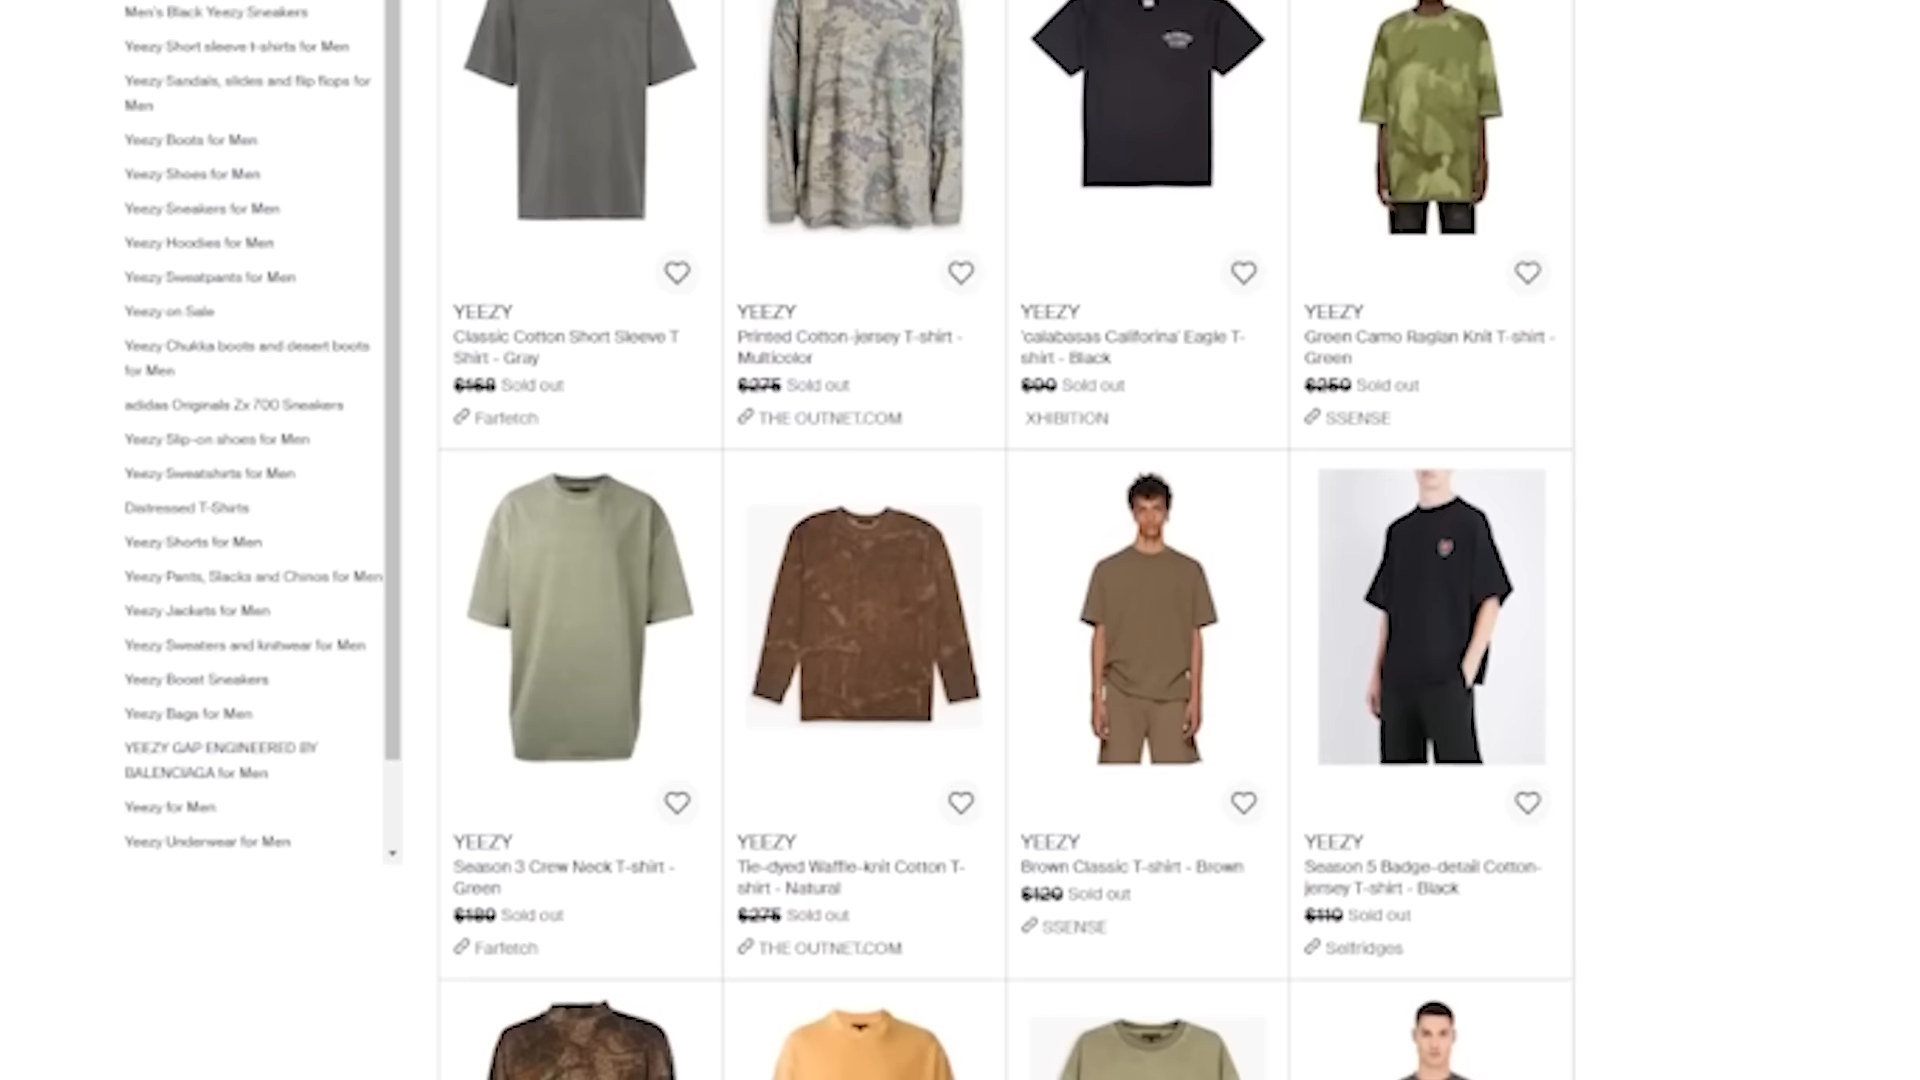 Men's Black Yeezy Sneakers
Yeezy Short sleeve t-shirts for Men
Yeezy Sandals, slides and flip flops for
Men
Yeezy Boots for Men
Yeezy Shoes for Men
Yeezy Sneakers for Men
Yeezy Hoodies for Men
Yeezy Sweatpants for Men
Yeezy on Sale
Yeezy Chukka boots and desert boots
for Men
adidas Originals Zx 700 Sneakers
Yeezy Slip-on shoes for Men
Yeezy Sweatshirts for Men
Distressed T-Shirts
Yeezy Shorts for Men
Yeezy Pants, Slacks and Chinos for Men
Yeezy Jackets for Men
Yeezy Sweaters and knitwear for Men
Yeezy Boost Sneakers
Yeezy Bags for Men
YEEZY GAP ENGINEERED BY
BALENCIAGA for Men
Yeezy for Men
Yeezy Underwear for Men
YEEZY
Classic Cotton Short Sleeve T
Shirt - Gray
$168 Sold out
Farfetch
YEEZY
Printed Cotton-jersey T-shirt -
Multicolor
$275 Sold out
THE OUTNET.COM
YEEZY
'calabasas Califorina' Eagle T-
shirt - Black
$90 Sold out
XHIBITION
YEEZY
Green Camo Raglan Knit T-shirt -
Green
$250 Sold out
SSENSE
YEEZY
Season 3 Crew Neck T-shirt -
Green
$180 Sold out
Farfetch
YEEZY
Tie-dyed Waffle-knit Cotton T-
shirt - Natural
$275 Sold out
THE OUTNET.COM
YEEZY
Brown Classic T-shirt - Brown
$120 Sold out
SSENSE
YEEZY
Season 5 Badge-detail Cotton-
jersey T-shirt - Black
$110 Sold out
Selfridges